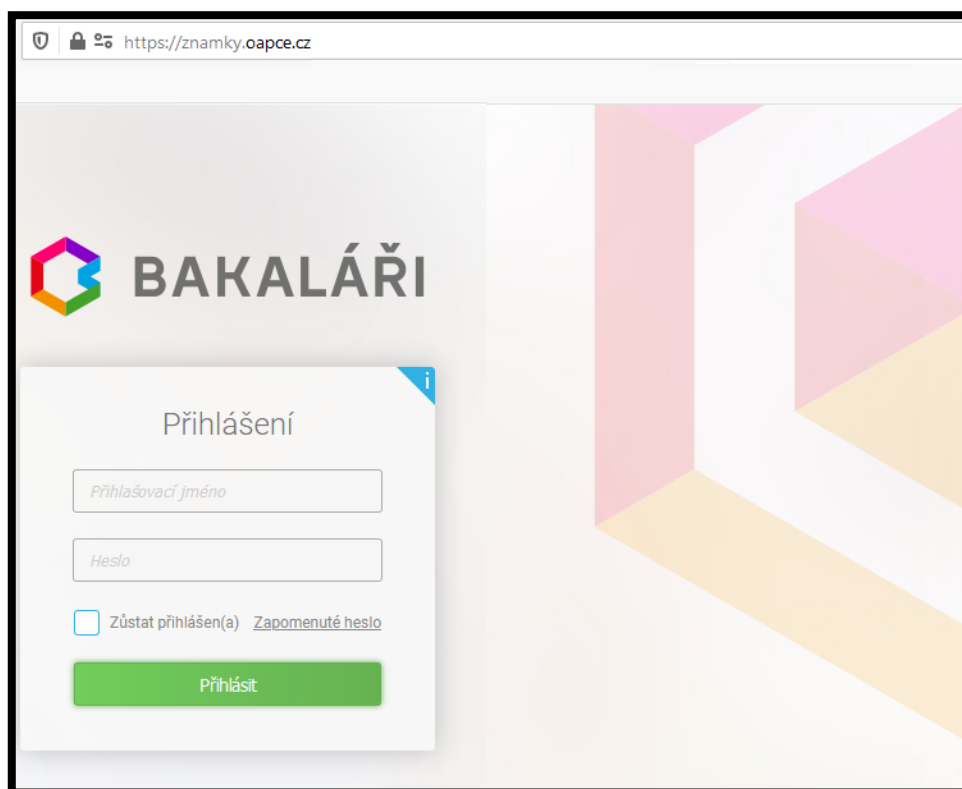 https://znamky.oapce.cz
BAKALÁŘI
i
Přihlášení
Přihlašovací jméno
Heslo
Zůstat přihlášen(a) Zapomenuté heslo
Přihlásit